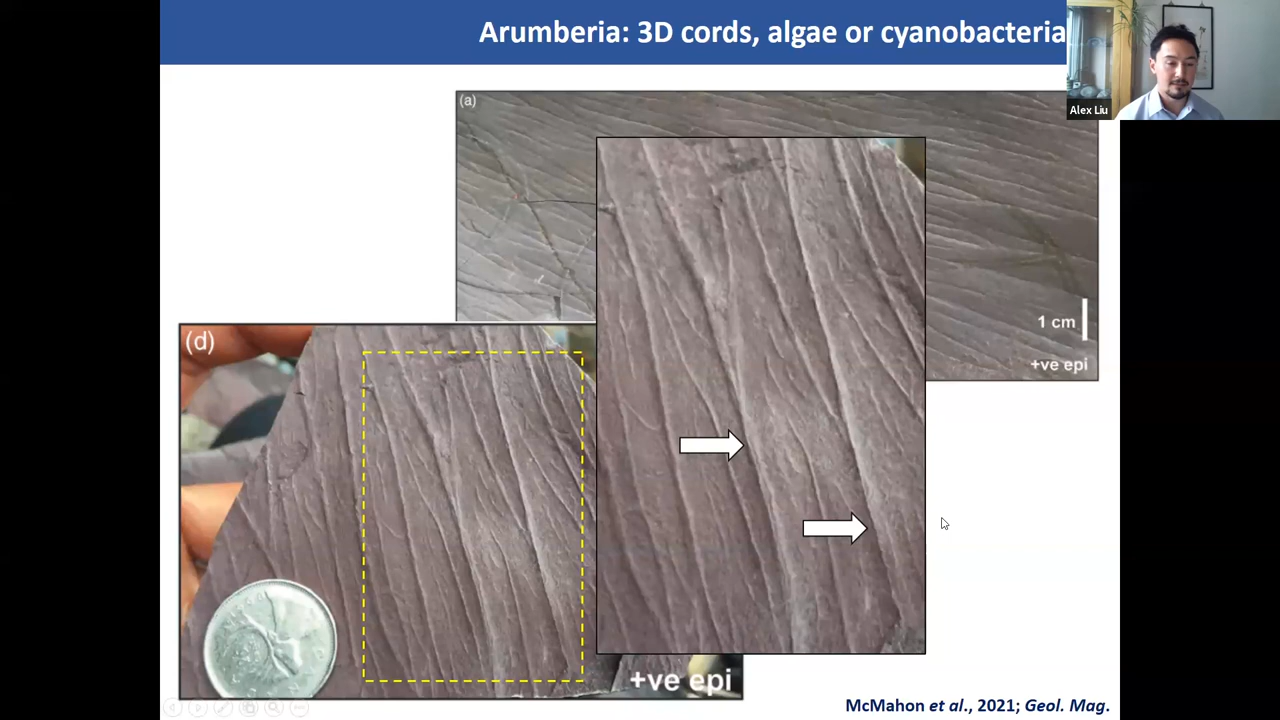 Arumberia: 3D cords, algae or cyanobacteria
Alex Liu
(a)
1 cm
+ve epi
(d)
+ve epi
McMahon et al., 2021; Geol. Mag.